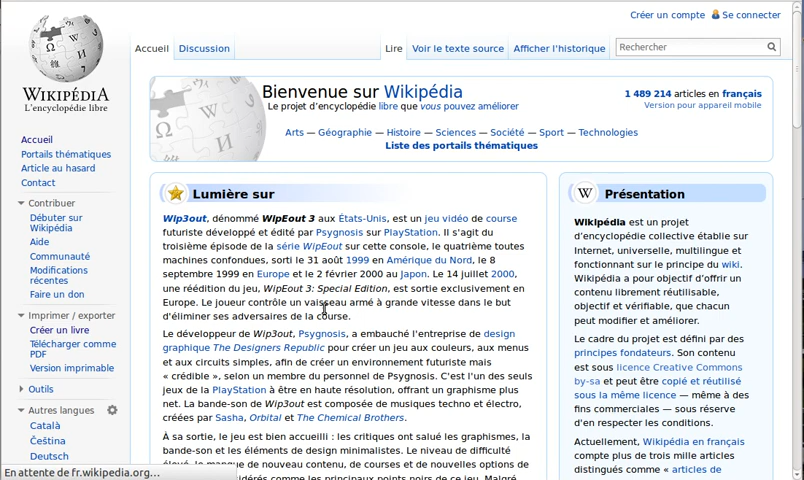 Créer un compte Se connecter
Accueil Discussion Lire Voir le texte source Afficher l'historique Rechercher
WIKIPÉDIA
L'encyclopédie libre
Accueil
Portails thématiques
Article au hasard
Contact
Contribuer
Débuter sur
Wikipédia
Aide
Communauté
Modifications
récentes
Faire un don
Imprimer / exporter
Créer un livre
Télécharger comme
PDF
Version imprimable
Outils
Autres langues
Català
Čeština
Deutsch
Bienvenue sur Wikipédia
Le projet d'encyclopédie libre que vous pouvez améliorer
1 489 214 articles en français
Version pour appareil mobile
Arts — Géographie — Histoire — Sciences — Société — Sport — Technologies
Liste des portails thématiques
Lumière sur
Wip3out, dénommé WipEout 3 aux États-Unis, est un jeu vidéo de course
futuriste développé et édité par Psygnosis sur PlayStation. Il s'agit du
troisième épisode de la série WipEout sur cette console, le quatrième toutes
machines confondues, sorti le 31 août 1999 en Amérique du Nord, le 8
septembre 1999 en Europe et le 2 février 2000 au Japon. Le 14 juillet 2000,
une réédition du jeu, WipEout 3: Special Edition, est sortie exclusivement en
Europe. Le joueur contrôle un vaisseau armé à grande vitesse dans le but
d'éliminer ses adversaires de la course.
Le développeur de Wip3out, Psygnosis, a embauché l'entreprise de design
graphique The Designers Republic pour créer un jeu aux couleurs, aux menus
et aux circuits simples, afin de créer un environnement futuriste mais
« crédible », selon un membre du personnel de Psygnosis. C'est l'un des seuls
jeux de la PlayStation à être en haute résolution, offrant un graphisme plus
net. La bande-son de Wip3out est composée de musiques techno et électro,
créées par Sasha, Orbital et The Chemical Brothers.
À sa sortie, le jeu est bien accueilli : les critiques ont salué les graphismes, la
bande-son et les éléments de design minimalistes. Le niveau de difficulté
élevé, le manque de nouveau contenu, de courses et de nouvelles options de
considérés comme les principaux points noirs de ce jeu. Malgré
Présentation
Wikipédia est un projet
d'encyclopédie collective établie sur
Internet, universelle, multilingue et
fonctionnant sur le principe du wiki.
Wikipédia a pour objectif d'offrir un
contenu librement réutilisable,
objectif et vérifiable, que chacun
peut modifier et améliorer.
Le cadre du projet est défini par des
principes fondateurs. Son contenu
est sous licence Creative Commons
by-sa et peut être copié et réutilisé
sous la même licence — même à des
fins commerciales — sous réserve
d'en respecter les conditions.
Actuellement, Wikipédia en français
compte plus de trois mille articles
distingués comme « articles de
En attente de fr.wikipedia.org...